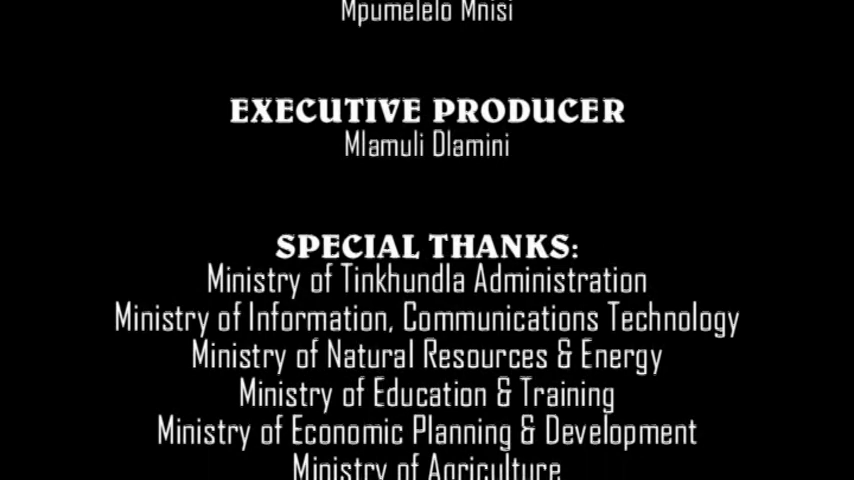 Mpumelelo Mnisi
EXECUTIVE PRODUCER
Mlamuli Dlamini
SPECIAL THANKS:
Ministry of Tinkhundla Administration
Ministry of Information, Communications Technology
Ministry of Natural Resources & Energy
Ministry of Education & Training
Ministry of Economic Planning & Development
Ministry of Agriculture